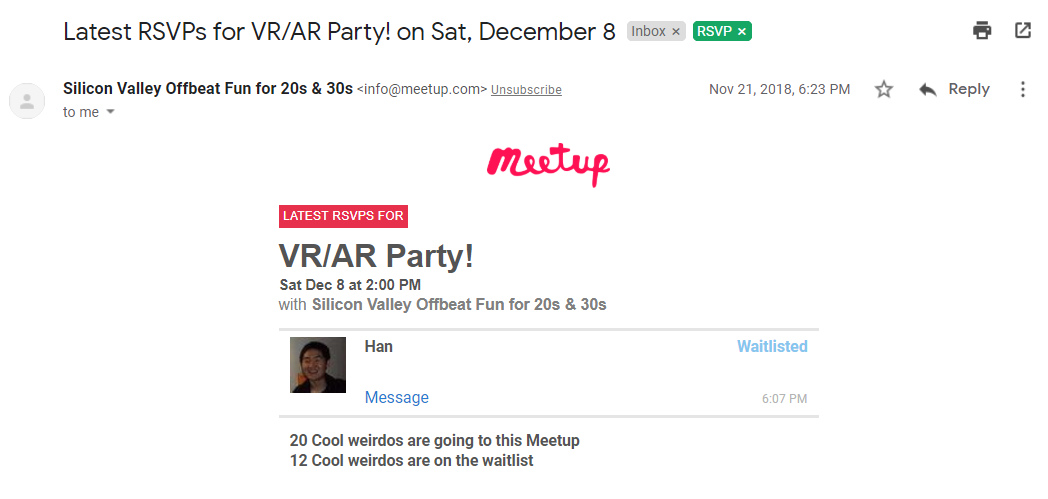 Latest RSVPs for VR/AR Party! on Sat, December 8 Inbox × RSVP ×
Silicon Valley Offbeat Fun for 20s & 30s <info@meetup.com> Unsubscribe Nov 21, 2018, 6:23 PM Reply
to me
Meetup
LATEST RSVPS FOR
VR/AR Party!
Sat Dec 8 at 2:00 PM
with Silicon Valley Offbeat Fun for 20s & 30s
Han Waitlisted
Message 6:07 PM
20 Cool weirdos are going to this Meetup
12 Cool weirdos are on the waitlist